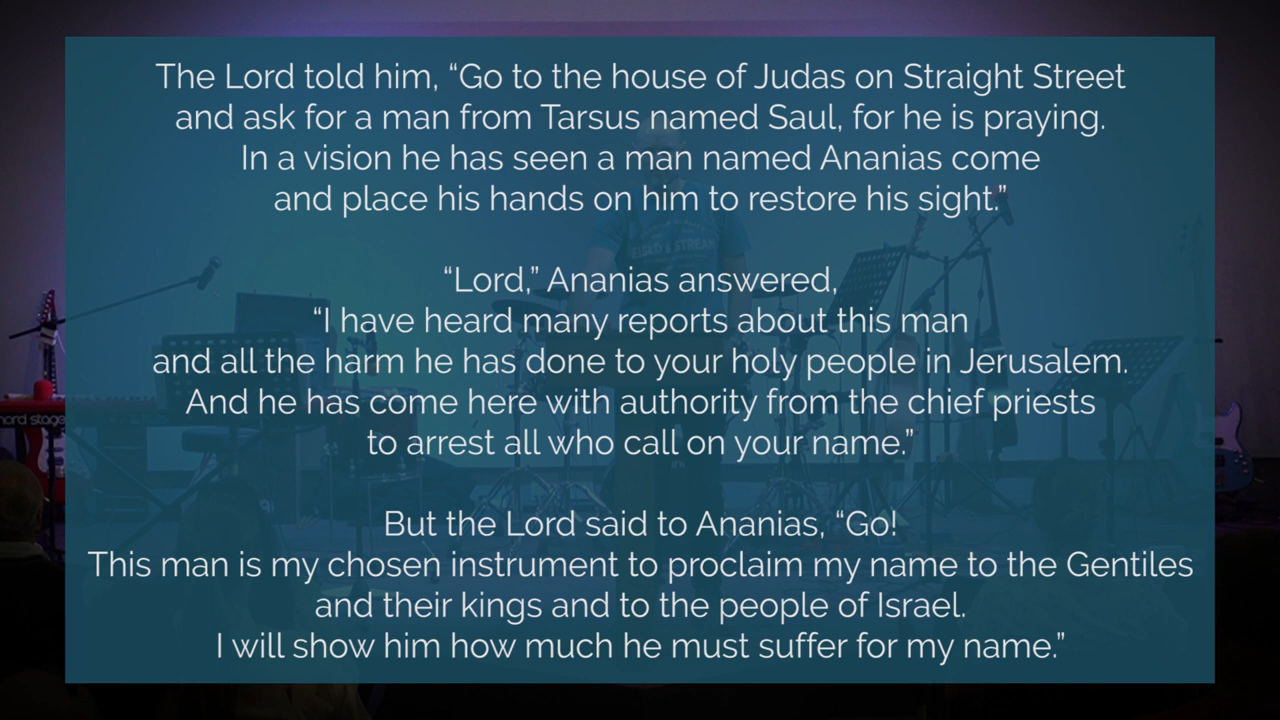 The Lord told him, “Go to the house of Judas on Straight Street
and ask for a man from Tarsus named Saul, for he is praying.
In a vision he has seen a man named Ananias come
and place his hands on him to restore his sight.”
“Lord,” Ananias answered,
“I have heard many reports about this man
and all the harm he has done to your holy people in Jerusalem.
And he has come here with authority from the chief priests
to arrest all who call on your name.”
But the Lord said to Ananias, “Go!
This man is my chosen instrument to proclaim my name to the Gentiles
and their kings and to the people of Israel.
I will show him how much he must suffer for my name.”
FIELD & STREAM
nord stage